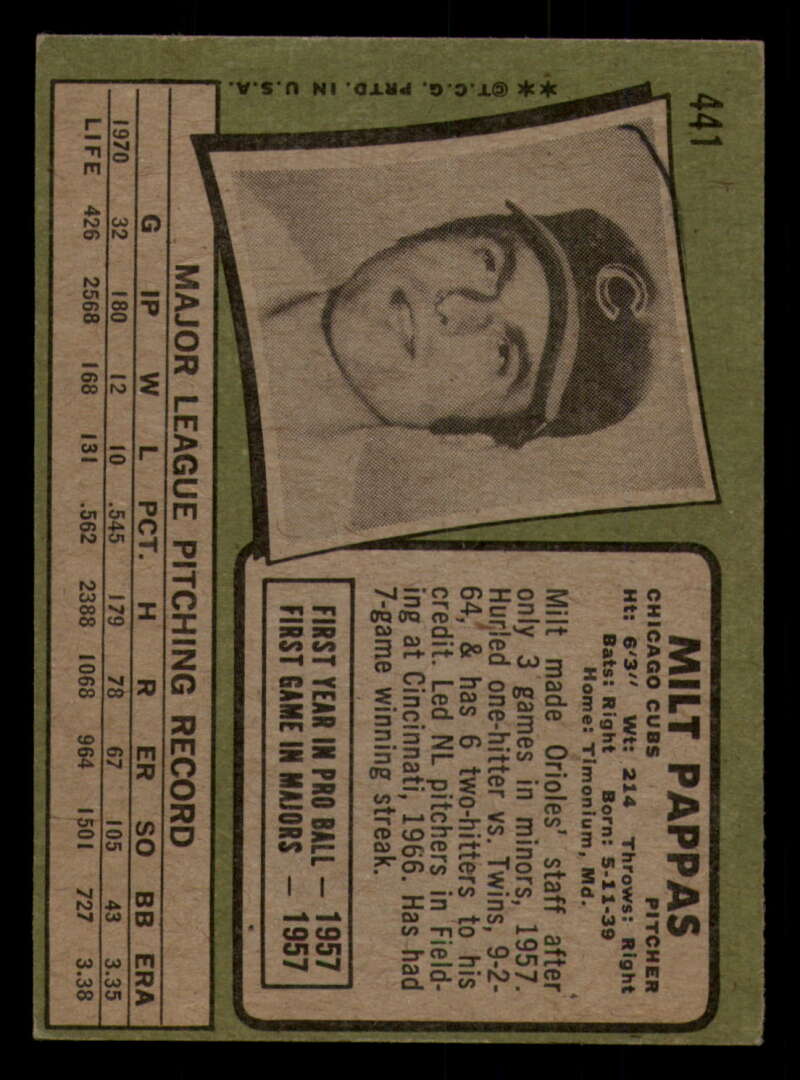 441
** ©T.C.G. PRTD. IN U.S.A.
C
MILT PAPPAS
CHICAGO CUBS PITCHER
Ht: 6'3" Wt: 214 Throws: Right
Bats: Right Born: 5-11-39
Home: Timonium, Md.
Milt made Orioles' staff after
only 3 games in minors, 1957.
Hurled one-hitter vs. Twins, 9-2-
64, & has 6 two-hitters to his
credit. Led NL pitchers in Field-
ing at Cincinnati, 1966. Has had
7-game winning streak.
FIRST YEAR IN PRO BALL — 1957
FIRST GAME IN MAJORS — 1957
MAJOR LEAGUE PITCHING RECORD
G IP W L PCT. H R ER SO BB ERA
1970 32 180 12 10 .545 179 78 67 105 43 3.35
LIFE 426 2568 168 131 .562 2388 1068 964 1501 727 3.38